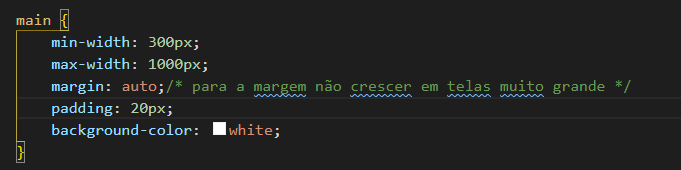 main {
min-width: 300px;
max-width: 1000px;
margin: auto;/* para a margem não crescer em telas muito grande */
padding: 20px;
background-color: white;
}